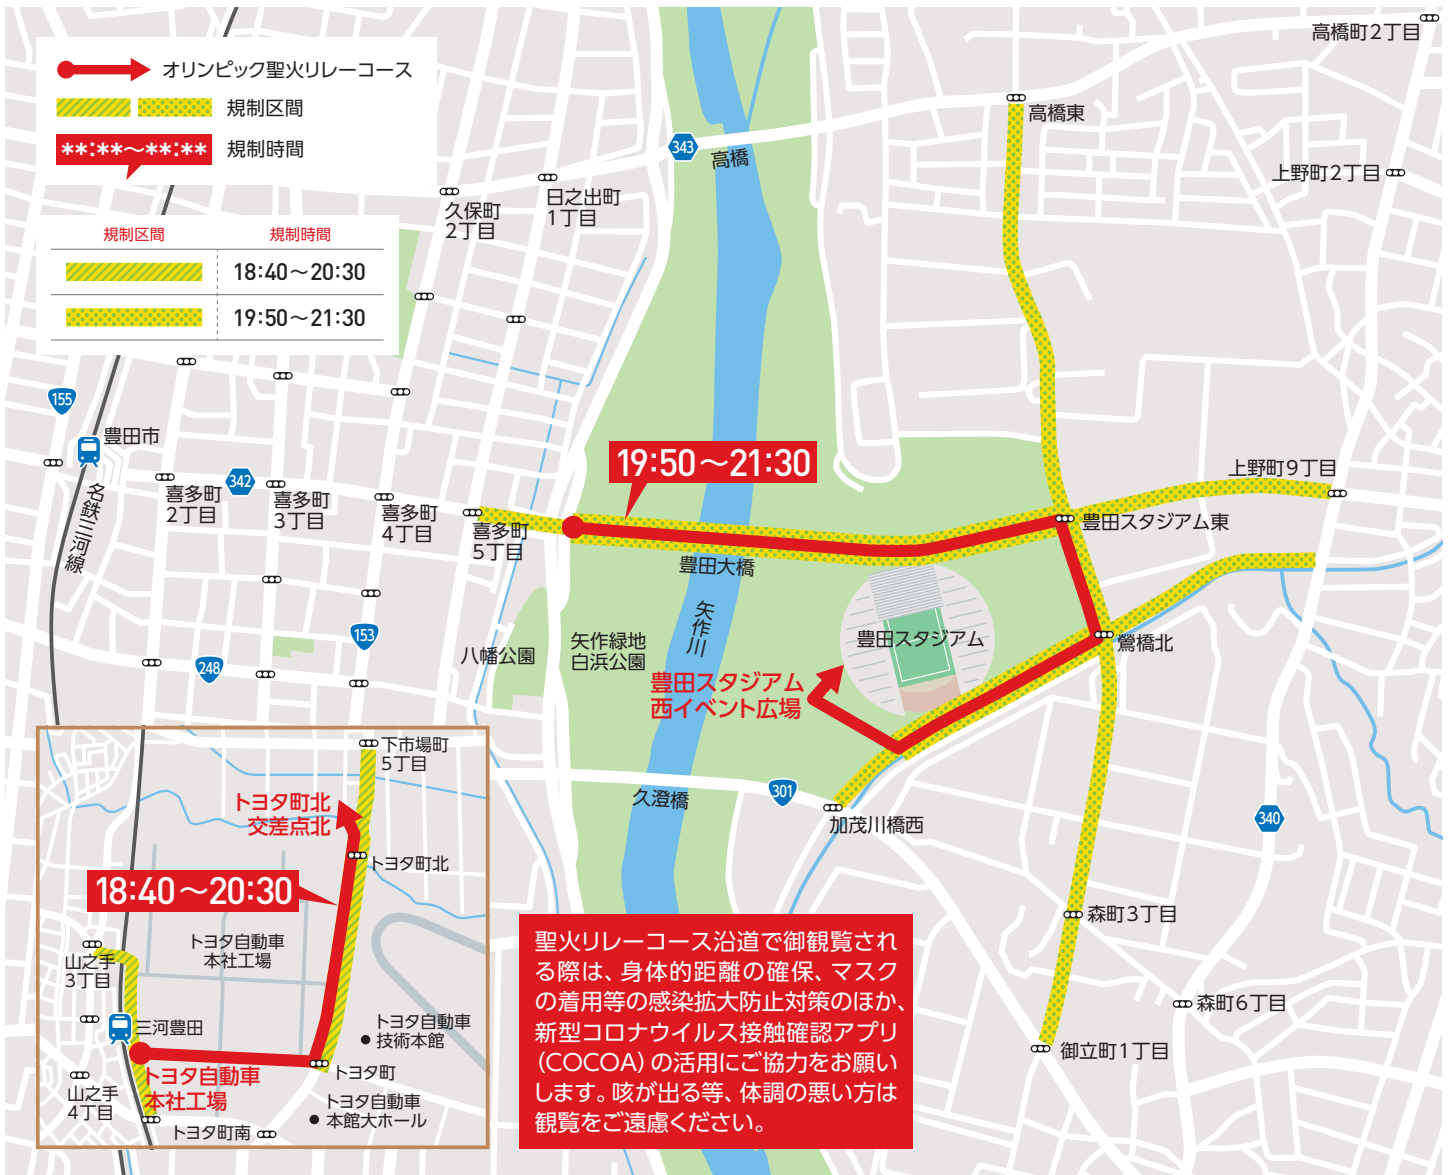 オリンピック聖火リレーコース
規制区間
**:**～**:**
規制時間
規制区間
規制時間
18:40～20:30
19:50～21:30
高橋町2丁目
高橋東
上野町2丁目
343
高橋
久保町
2丁目
日之出町
1丁目
155
豊田市
名鉄三河線
342
喜多町
2丁目
喜多町
3丁目
喜多町
4丁目
喜多町
5丁目
19:50～21:30
上野町9丁目
豊田スタジアム東
豊田大橋
矢作川
153
248
八幡公園
矢作緑地
白浜公園
豊田スタジアム
鶯橋北
豊田スタジアム
西イベント広場
久澄橋
301
加茂川橋西
340
森町3丁目
森町6丁目
御立町1丁目
下市場町
5丁目
トヨタ町北
交差点北
トヨタ町北
18:40～20:30
トヨタ自動車
本社工場
山之手
3丁目
三河豊田
トヨタ自動車
技術本館
トヨタ自動車
本社工場
トヨタ町
山之手
4丁目
トヨタ自動車
本館大ホール
トヨタ町南
聖火リレーコース沿道で御観覧され
る際は、身体的距離の確保、マスク
の着用等の感染拡大防止対策のほか、
新型コロナウイルス接触確認アプリ
（COCOA）の活用にご協力をお願い
します。咳が出る等、体調の悪い方は
観覧をご遠慮ください。